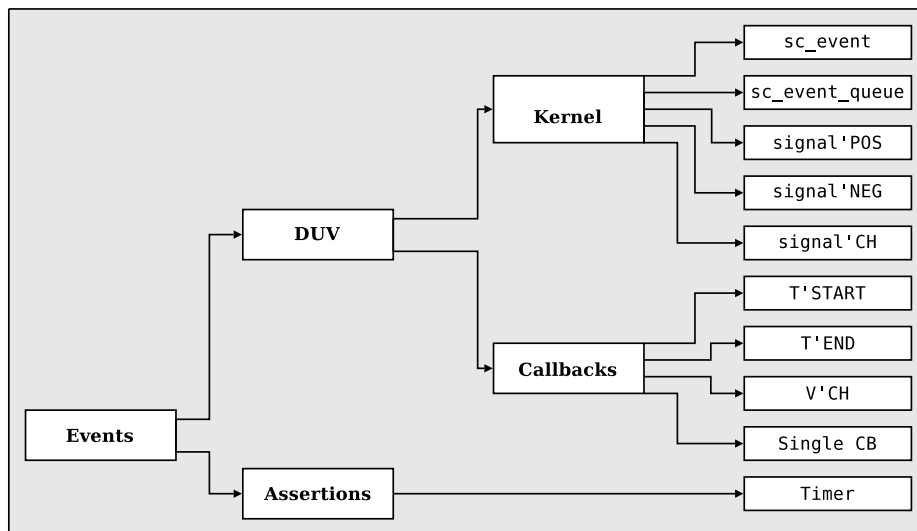 sc_event
sc_event_queue
Kernel
signal'POS
signal'NEG
DUV
signal'CH
T'START
T'END
Callbacks
V'CH
Events
Single CB
Assertions
Timer